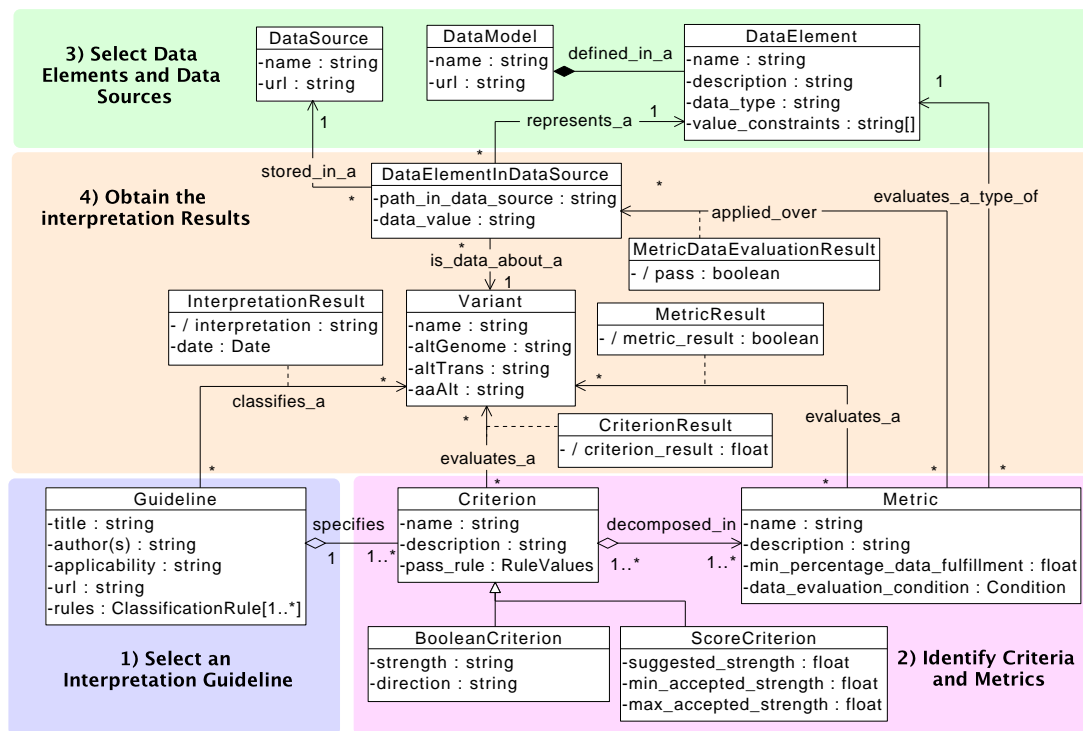 3) Select Data
Elements and Data
Sources
DataSource
-name : string
-url : string
DataModel
-name : string
-url : string
defined_in_a
DataElement
-name : string
-description : string
-data_type : string
-value_constraints : string[]
1
1
represents_a
1
*
stored_in_a
*
4) Obtain the
interpretation Results
DataElementInDataSource
-path_in_data_source : string
-data_value : string
*
applied_over
evaluates_a_type_of
MetricDataEvaluationResult
- / pass : boolean
*
is_data_about_a
1
InterpretationResult
- / interpretation : string
-date : Date
Variant
-name : string
-altGenome : string
-altTrans : string
-aaAlt : string
MetricResult
- / metric_result : boolean
*
classifies_a
*
*
evaluates_a
CriterionResult
- / criterion_result : float
evaluates_a
*
*
*
*
*
Guideline
-title : string
-author(s) : string
-applicability : string
-url : string
-rules : ClassificationRule[1..*]
specifies
1
1..*
Criterion
-name : string
-description : string
-pass_rule : RuleValues
decomposed_in
1..*
1..*
Metric
-name : string
-description : string
-min_percentage_data_fulfillment : float
-data_evaluation_condition : Condition
BooleanCriterion
-strength : string
-direction : string
ScoreCriterion
-suggested_strength : float
-min_accepted_strength : float
-max_accepted_strength : float
1) Select an
Interpretation Guideline
2) Identify Criteria
and Metrics